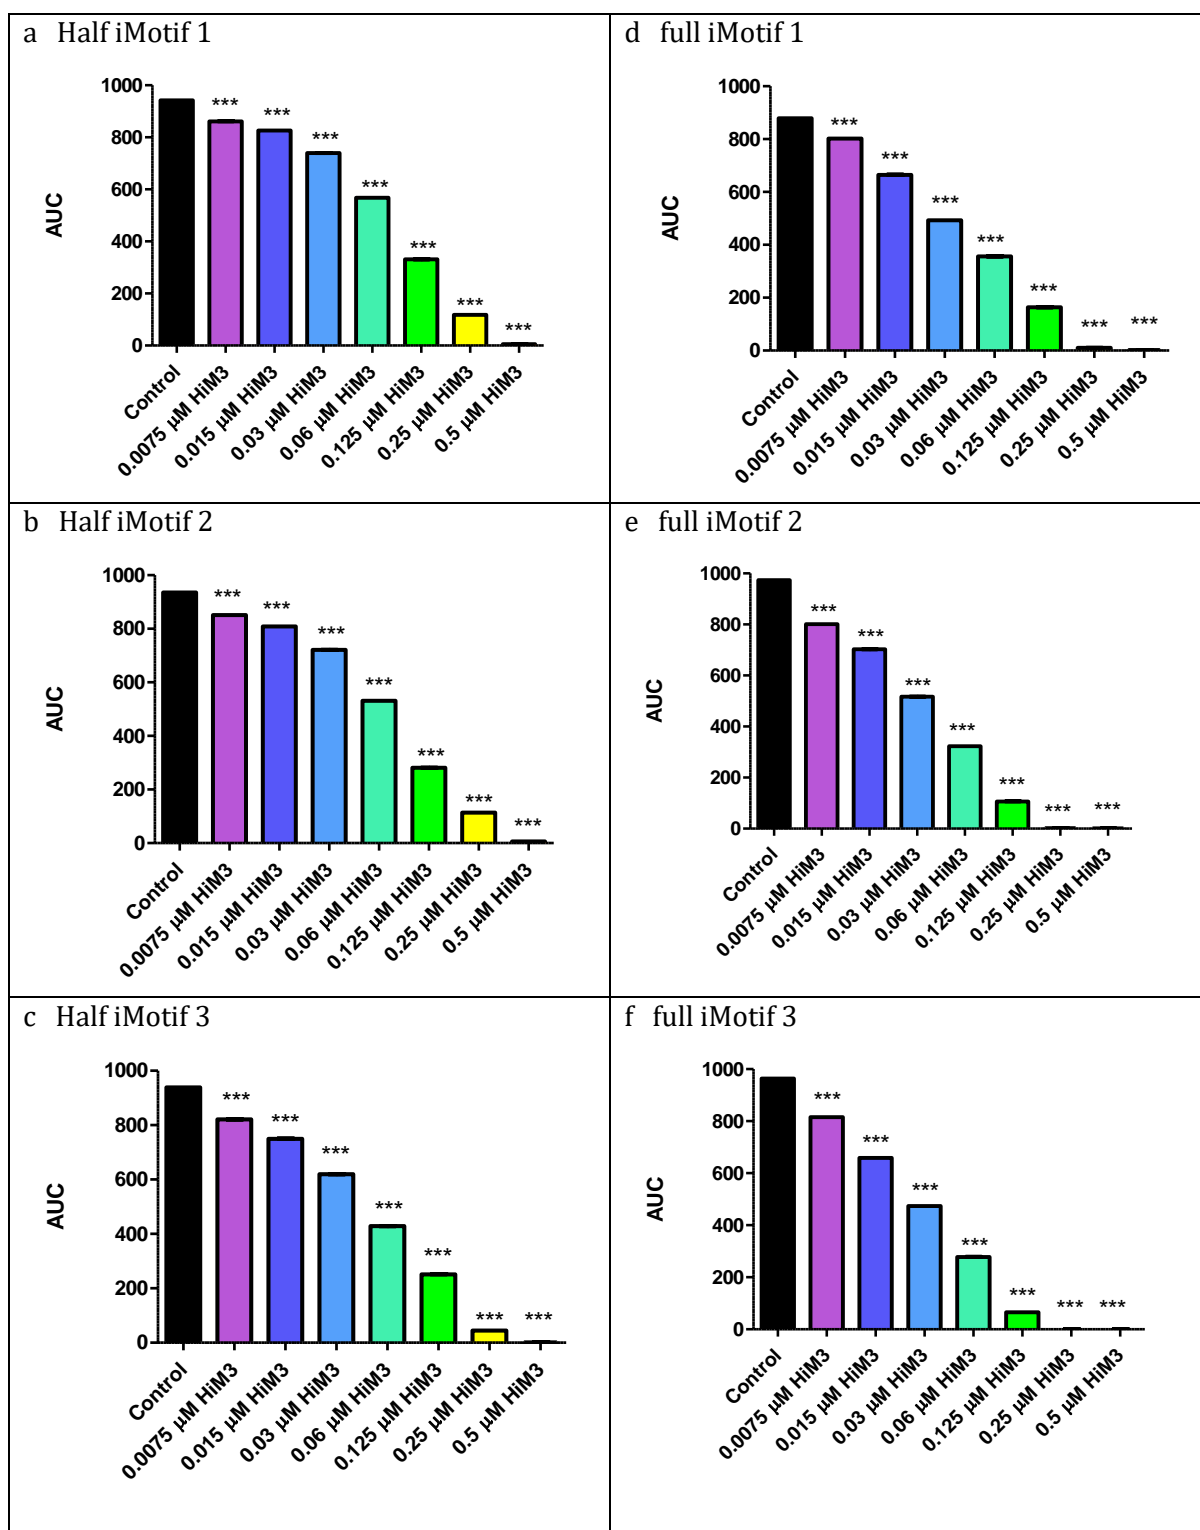 a Half iMotif 1
1000
800
600
400
200
0
AUC
***
***
***
***
***
***
***
Control
0.0075 µM HiM3
0.015 µM HiM3
0.03 µM HiM3
0.06 µM HiM3
0.125 µM HiM3
0.25 µM HiM3
0.5 µM HiM3
d full iMotif 1
1000
800
600
400
200
0
AUC
***
***
***
***
***
***
***
Control
0.0075 µM HiM3
0.015 µM HiM3
0.03 µM HiM3
0.06 µM HiM3
0.125 µM HiM3
0.25 µM HiM3
0.5 µM HiM3
b Half iMotif 2
1000
800
600
400
200
0
AUC
***
***
***
***
***
***
***
Control
0.0075 µM HiM3
0.015 µM HiM3
0.03 µM HiM3
0.06 µM HiM3
0.125 µM HiM3
0.25 µM HiM3
0.5 µM HiM3
e full iMotif 2
1000
800
600
400
200
0
AUC
***
***
***
***
***
***
***
Control
0.0075 µM HiM3
0.015 µM HiM3
0.03 µM HiM3
0.06 µM HiM3
0.125 µM HiM3
0.25 µM HiM3
0.5 µM HiM3
c Half iMotif 3
1000
800
600
400
200
0
AUC
***
***
***
***
***
***
***
Control
0.0075 µM HiM3
0.015 µM HiM3
0.03 µM HiM3
0.06 µM HiM3
0.125 µM HiM3
0.25 µM HiM3
0.5 µM HiM3
f full iMotif 3
1000
800
600
400
200
0
AUC
***
***
***
***
***
***
***
Control
0.0075 µM HiM3
0.015 µM HiM3
0.03 µM HiM3
0.06 µM HiM3
0.125 µM HiM3
0.25 µM HiM3
0.5 µM HiM3